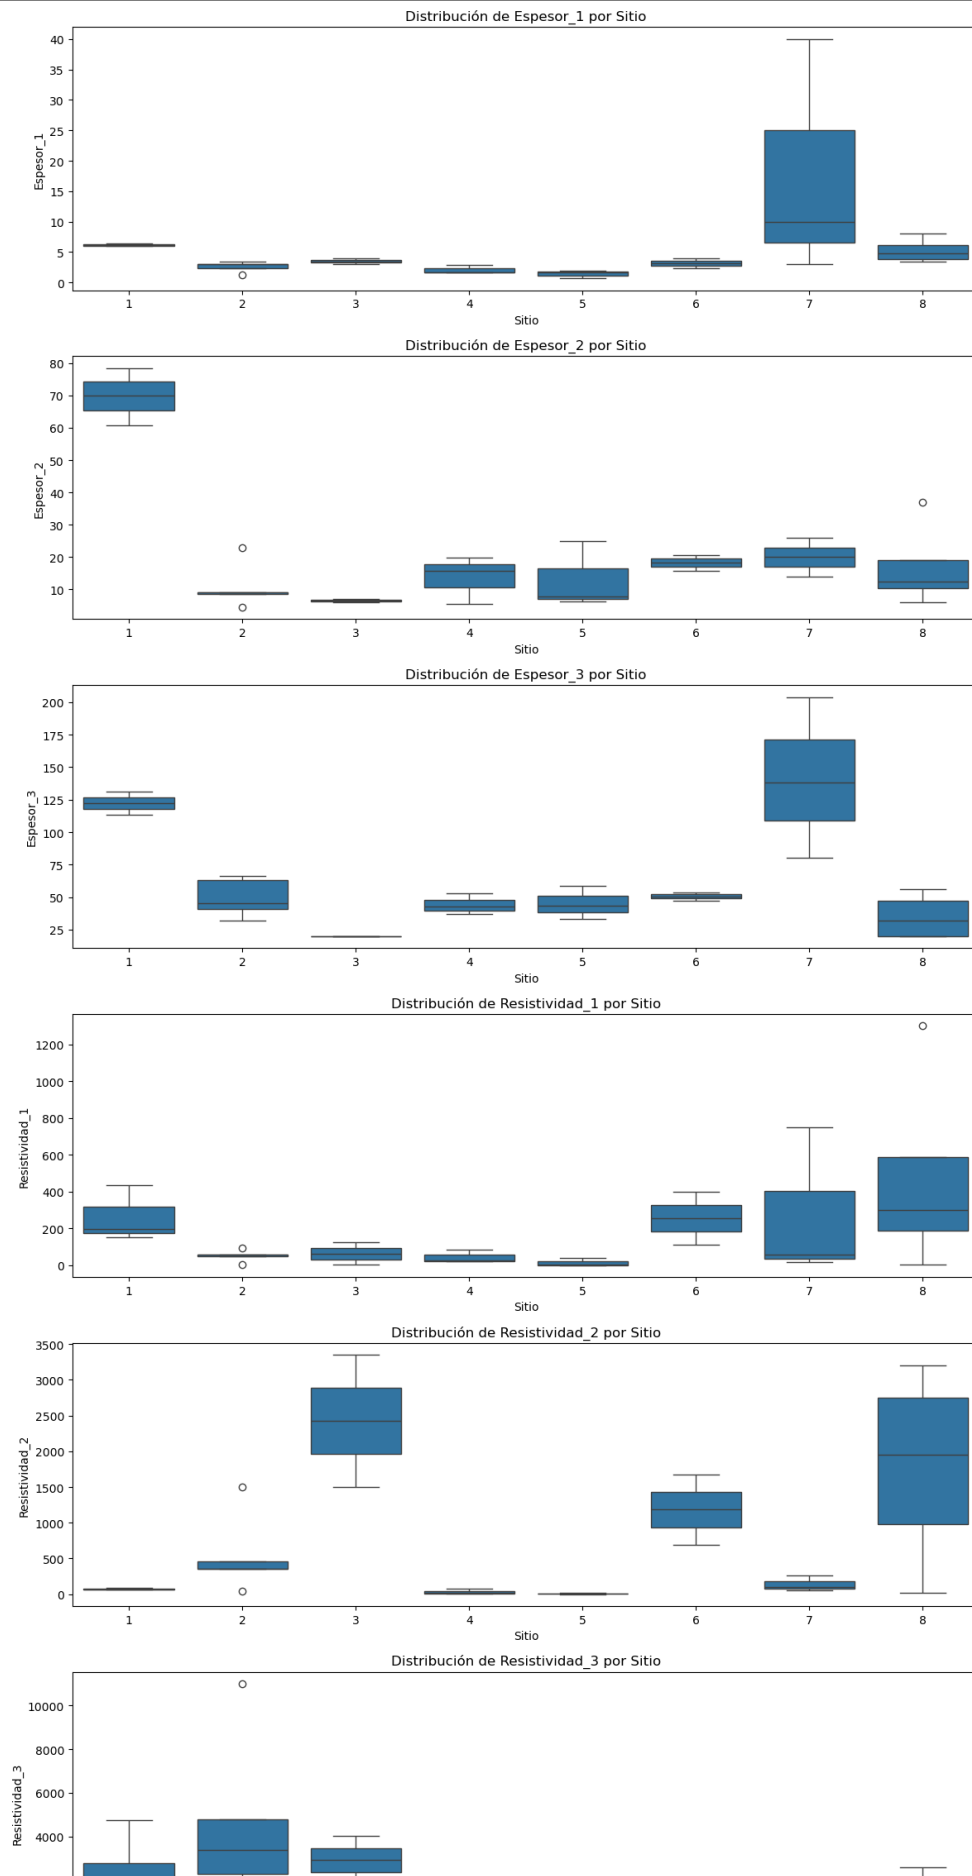 Distribución de Espesor_1 por Sitio
40
35
30
25
20
15
10
5
0
Espesor_1
1 2 3 4 5 6 7 8
Sitio
Distribución de Espesor_2 por Sitio
80
70
60
50
40
30
20
10
Espesor_2
1 2 3 4 5 6 7 8
Sitio
Distribución de Espesor_3 por Sitio
200
175
150
125
100
75
50
25
Espesor_3
1 2 3 4 5 6 7 8
Sitio
Distribución de Resistividad_1 por Sitio
1200
1000
800
600
400
200
0
Resistividad_1
1 2 3 4 5 6 7 8
Sitio
Distribución de Resistividad_2 por Sitio
3500
3000
2500
2000
1500
1000
500
0
Resistividad_2
1 2 3 4 5 6 7 8
Sitio
Distribución de Resistividad_3 por Sitio
10000
8000
6000
4000
Resistividad_3